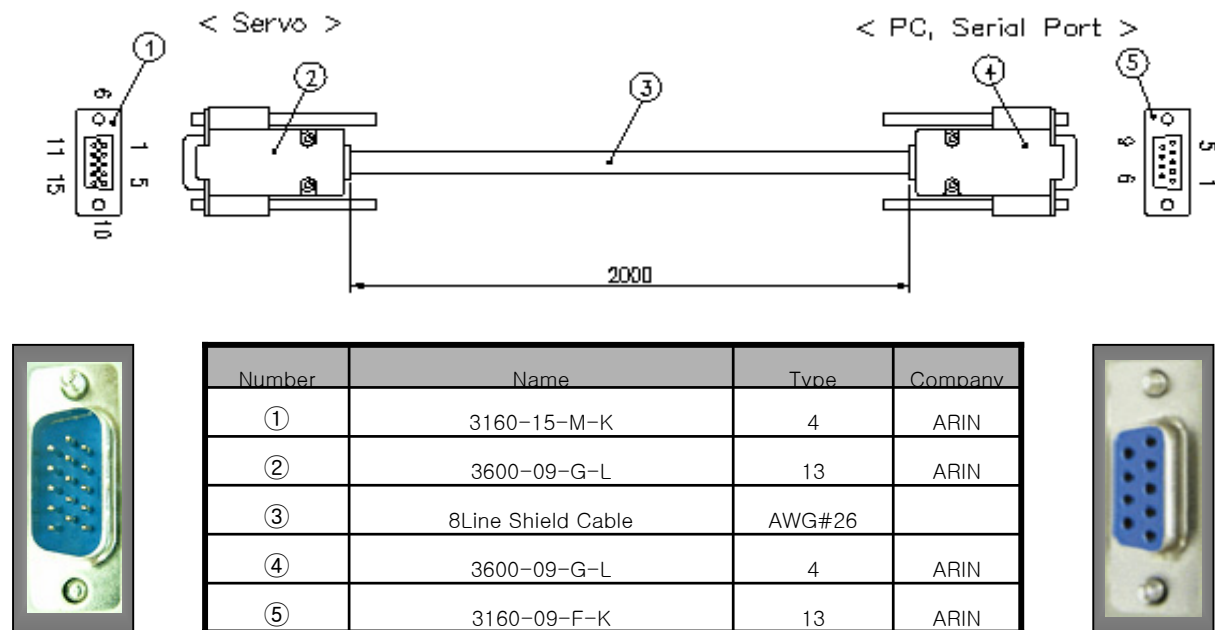 < Servo >
< PC, Serial Port >
①
②
③
④
⑤
6
11
1
15
5
10
9
5
6
1
2000
Number Name Type Company
① 3160-15-M-K 4 ARIN
② 3600-09-G-L 13 ARIN
③ 8Line Shield Cable AWG#26
④ 3600-09-G-L 4 ARIN
⑤ 3160-09-F-K 13 ARIN